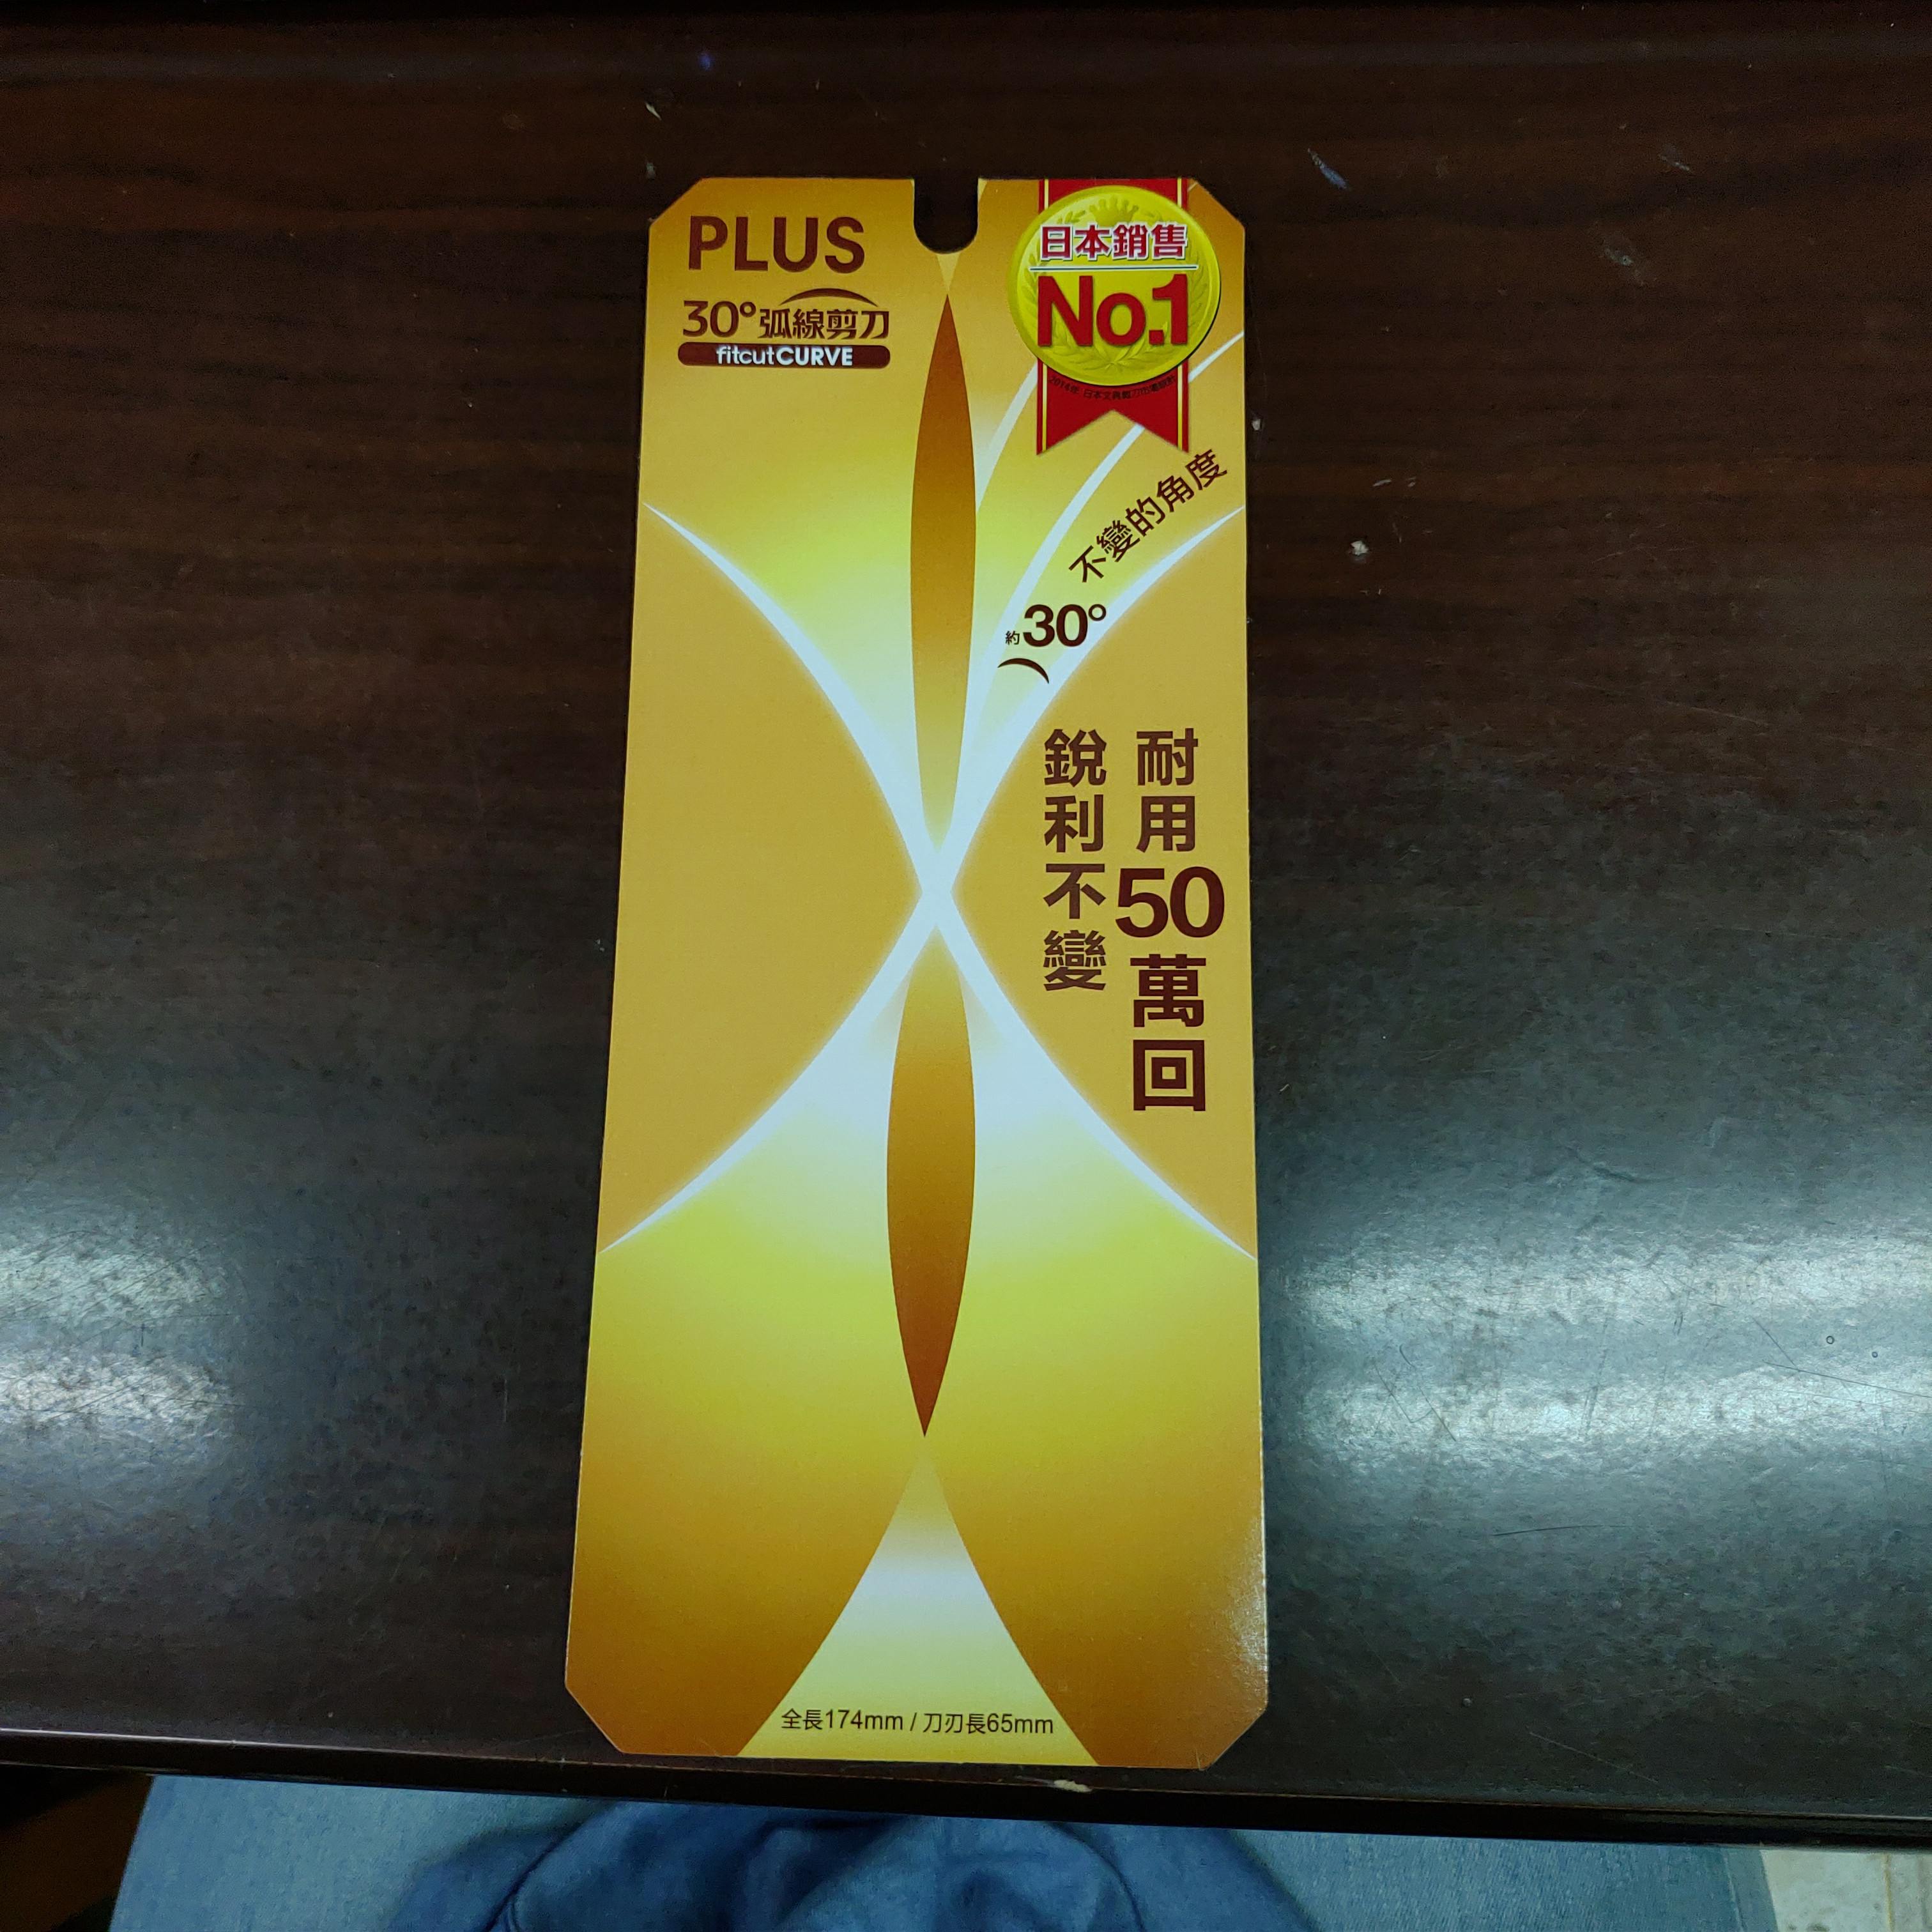 PLUS
30°弧線剪刀
fitcutCURVE
日本銷售
No.1
不變的角度
約30°
耐用50萬回
銳利不變
全長174mm / 刀刃長65mm